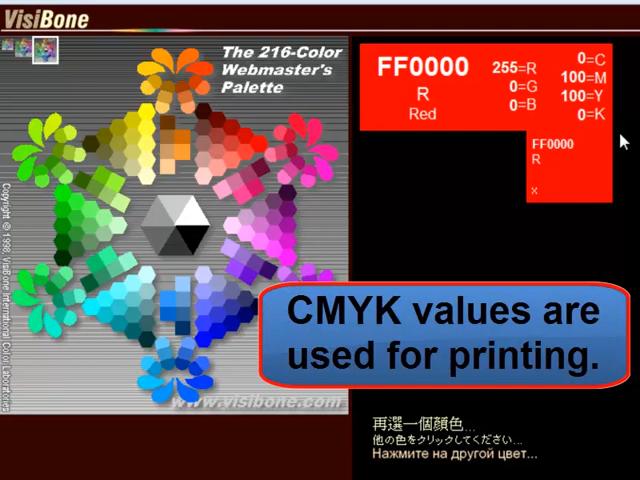 VisiBone
The 216-Color
Webmaster's
Palette
FF0000
R
Red
255=R
0=G
0=B
0=C
100=M
100=Y
0=K
FF0000
R
x
Copyright © 1998, VisiBone International Color Laboratories
CMYK values are
used for printing.
www.visibone.com
再選一個顏色...
他の色をクリックしてください...
Нажмите на другой цвет...